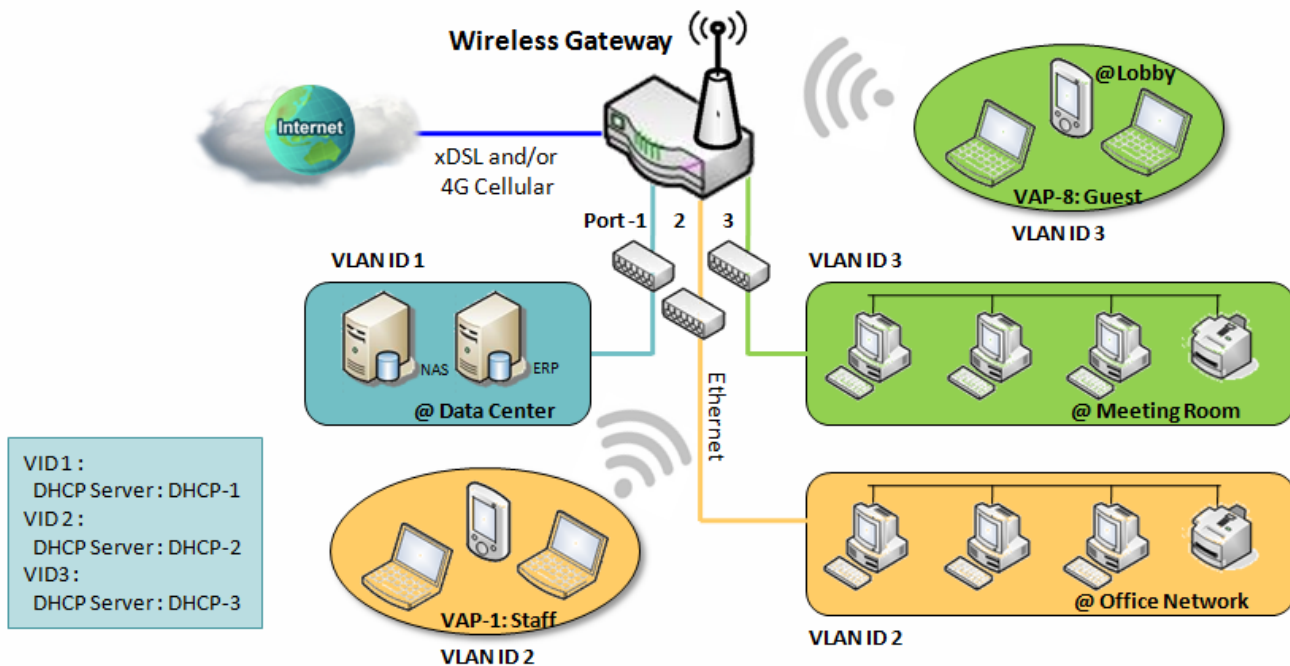 Wireless Gateway
Internet
xDSL and/or
4G Cellular
@Lobby
VAP-8: Guest
VLAN ID 3
Port -1
2
3
VLAN ID 1
NAS
ERP
@ Data Center
VLAN ID 3
@ Meeting Room
Ethernet
VID1 :
DHCP Server : DHCP-1
VID 2 :
DHCP Server : DHCP-2
VID3 :
DHCP Server : DHCP-3
VAP-1: Staff
VLAN ID 2
@ Office Network
VLAN ID 2